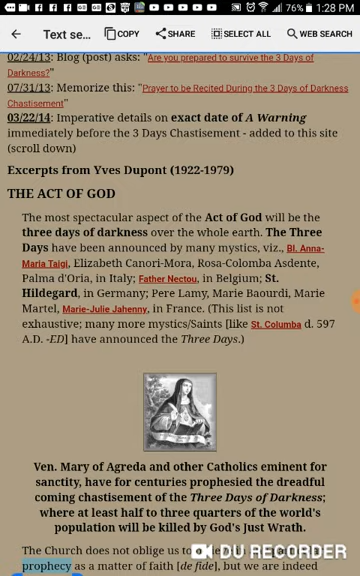 76% 1:28 PM
Text se... COPY SHARE SELECT ALL WEB SEARCH
02/24/13: Blog (post) asks: "Are you prepared to survive the 3 Days of
Darkness?"
07/31/13: Memorize this: "Prayer to be Recited During the 3 Days of Darkness
Chastisement"
03/22/14: Imperative details on exact date of A Warning
immediately before the 3 Days Chastisement - added to this site
(scroll down)
Excerpts from Yves Dupont (1922-1979)
THE ACT OF GOD
The most spectacular aspect of the Act of God will be the
three days of darkness over the whole earth. The Three
Days have been announced by many mystics, viz., Bl. Anna-
Maria Taigi, Elizabeth Canori-Mora, Rosa-Colomba Asdente,
Palma d'Oria, in Italy; Father Nectou, in Belgium; St.
Hildegard, in Germany; Pere Lamy, Marie Baourdi, Marie
Martel, Marie-Julie Jahenny, in France. (This list is not
exhaustive; many more mystics/Saints [like St. Columba d. 597
A.D. -ED] have announced the Three Days.)
Ven. Mary of Agreda and other Catholics eminent for
sanctity, have for centuries prophesied the dreadful
coming chastisement of the Three Days of Darkness;
where at least half to three quarters of the world's
population will be killed by God's Just Wrath.
The Church does not oblige us to
DU RECORDER
prophecy as a matter of faith [de fide], but we are indeed